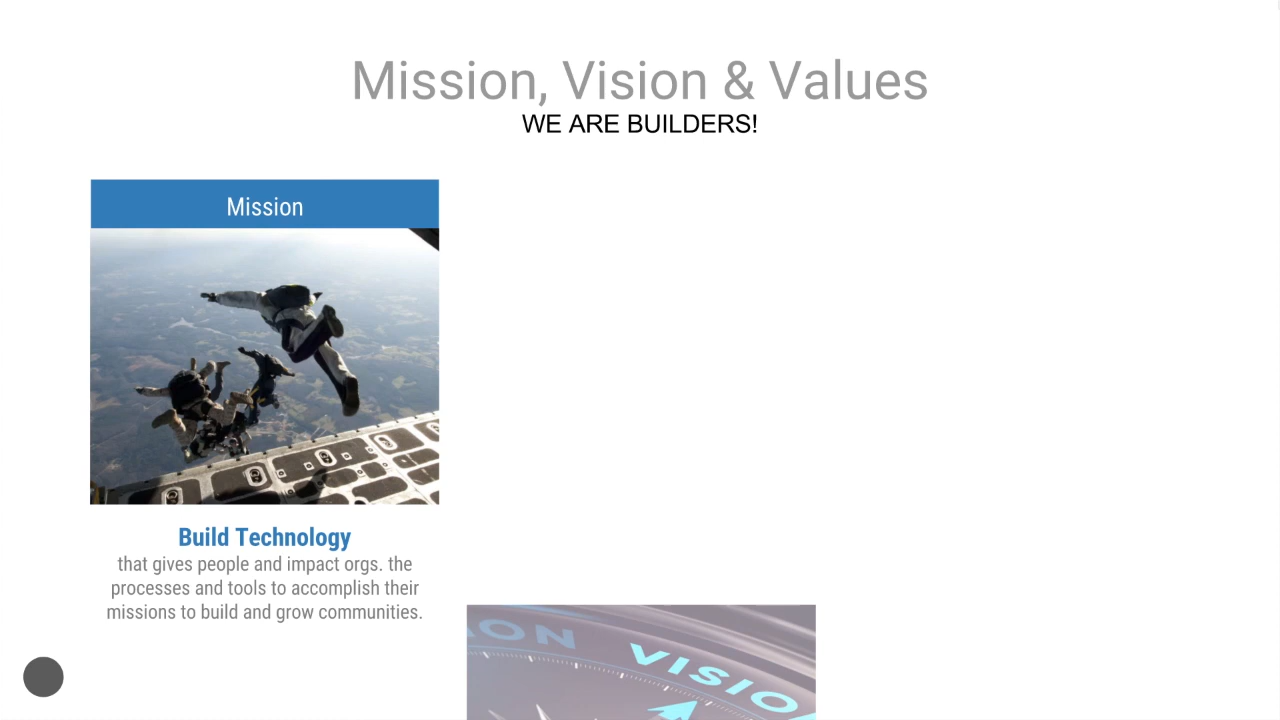 Mission, Vision & Values
WE ARE BUILDERS!
Mission
Build Technology
that gives people and impact orgs. the
processes and tools to accomplish their
missions to build and grow communities.
ION
VISIO